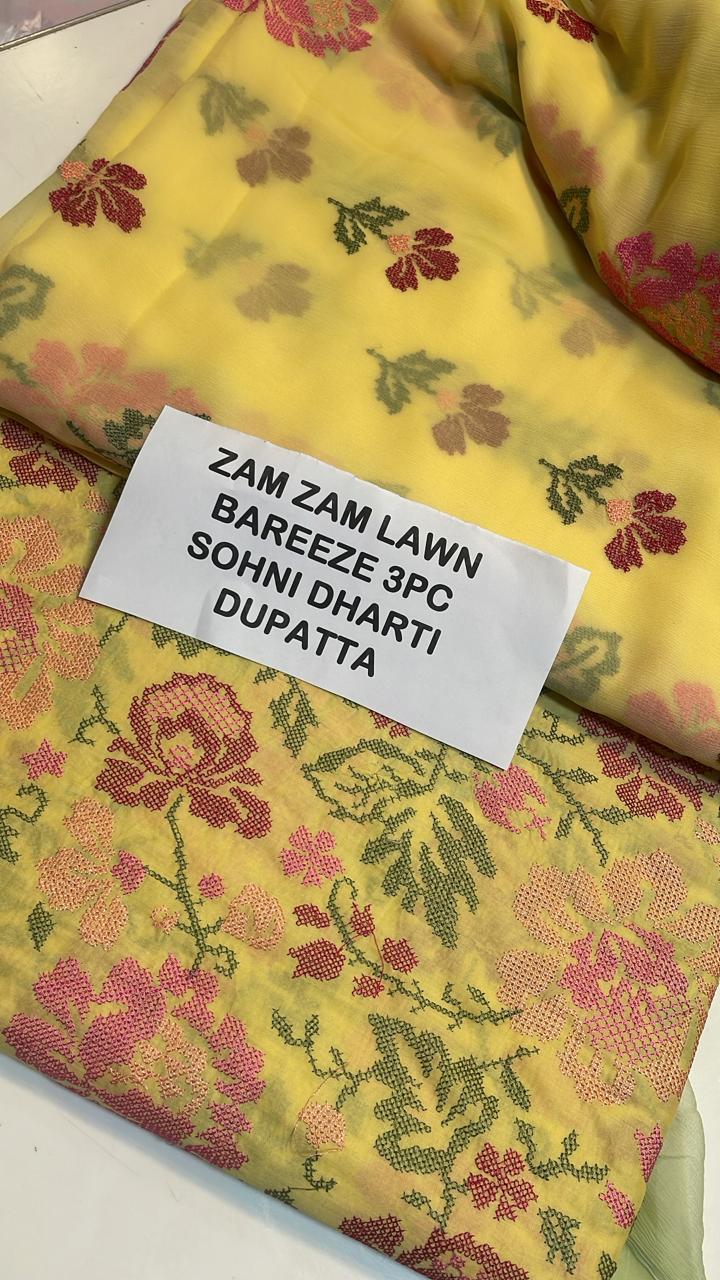 ZAM ZAM LAWN
BAREEZE 3PC
SOHNI DHARTI
DUPATTA